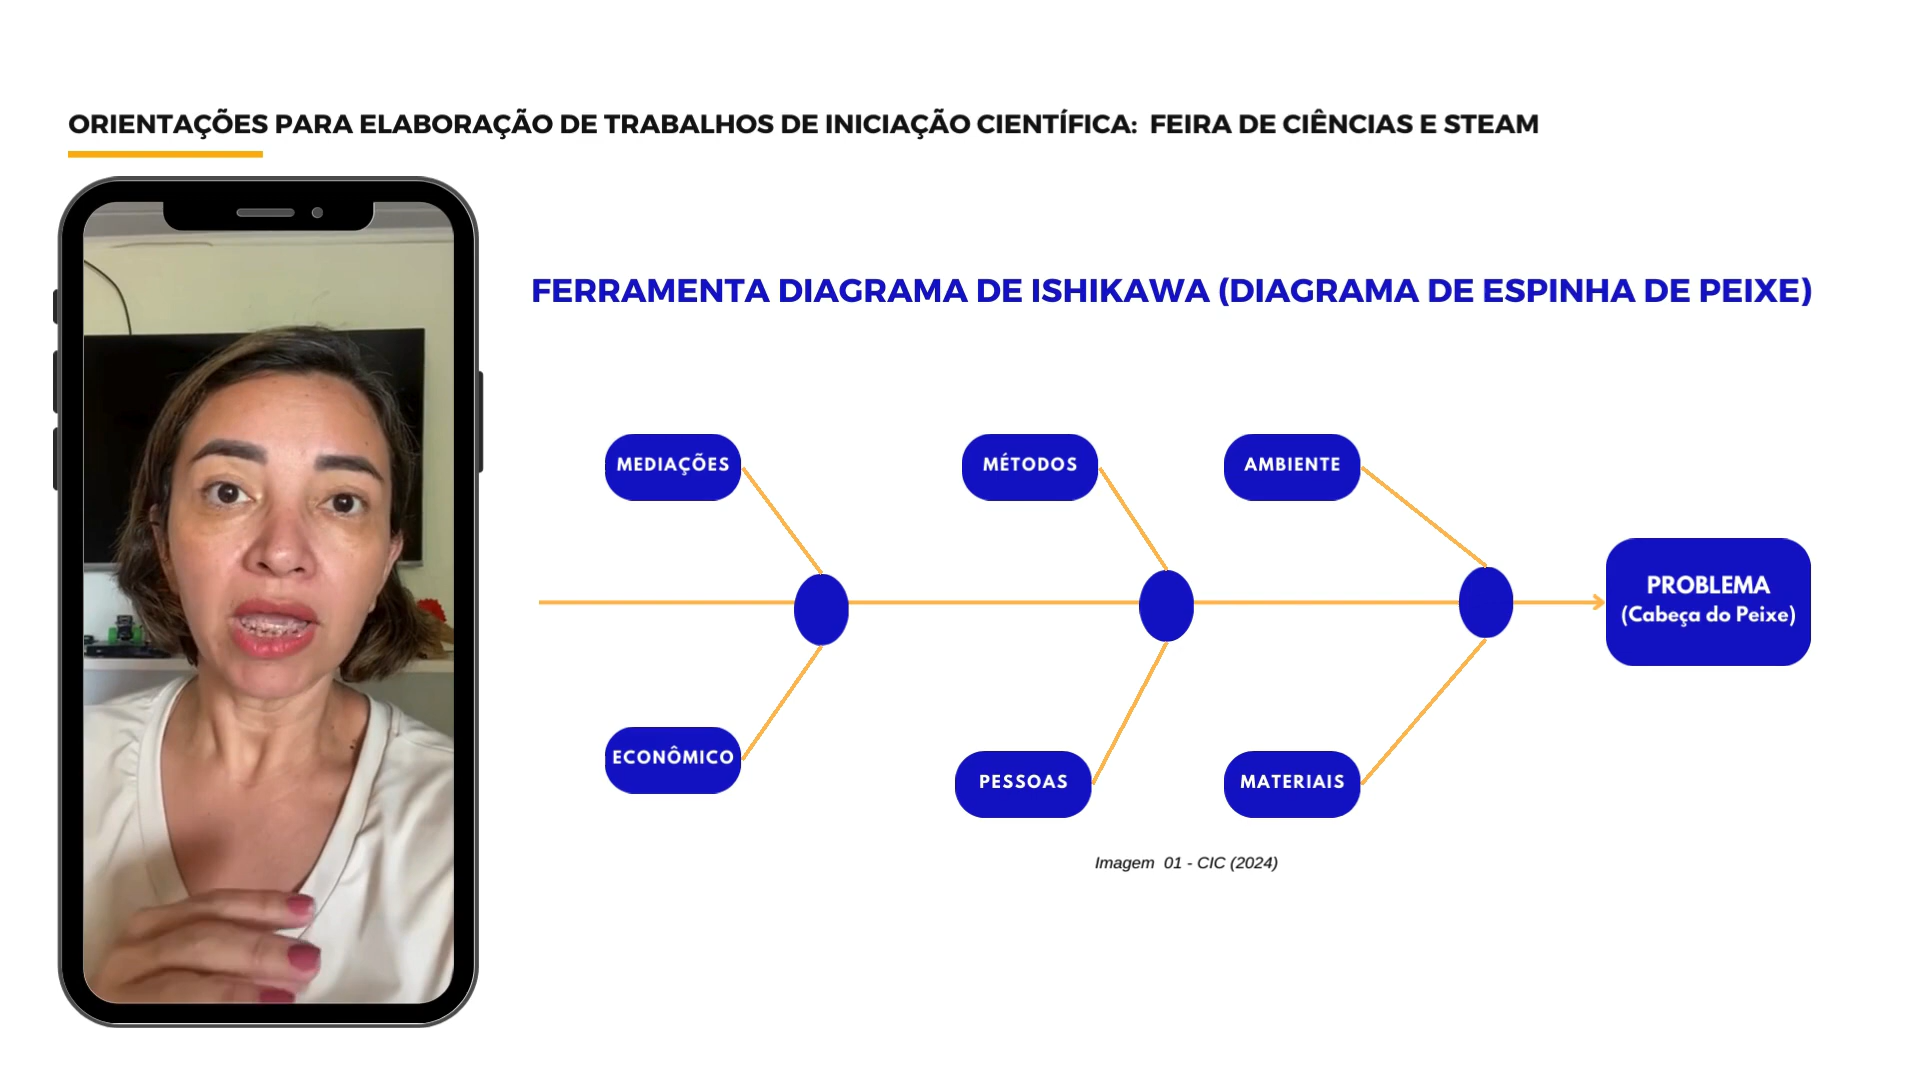 ORIENTAÇÕES PARA ELABORAÇÃO DE TRABALHOS DE INICIAÇÃO CIENTÍFICA:  FEIRA DE CIÊNCIAS E STEAM
FERRAMENTA DIAGRAMA DE ISHIKAWA (DIAGRAMA DE ESPINHA DE PEIXE)
MEDIAÇÕES
MÉTODOS
AMBIENTE
PROBLEMA
(Cabeça do Peixe)
ECONÔMICO
PESSOAS
MATERIAIS
Imagem  01 - CIC (2024)